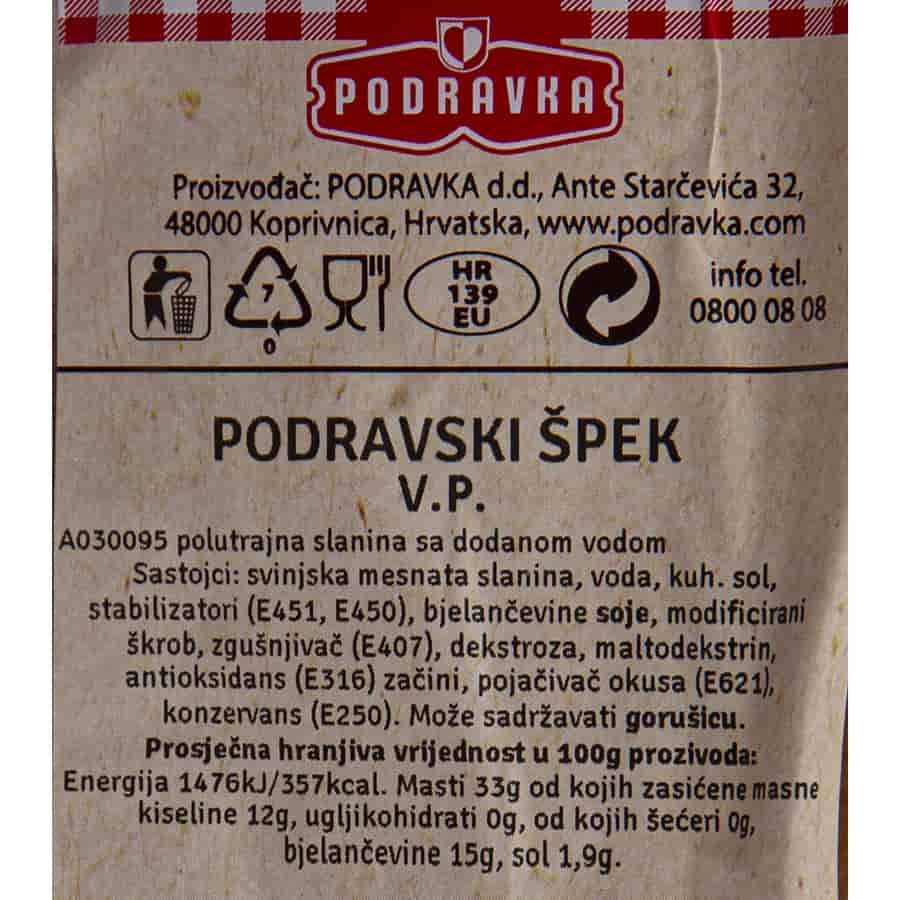 PODRAVKA
Proizvođač: PODRAVKA d.d., Ante Starčevića 32,
48000 Koprivnica, Hrvatska, www.podravka.com
7
0
HR
139
EU
info tel.
0800 08 08
PODRAVSKI ŠPEK
V.P.
A030095 polutrajna slanina sa dodanom vodom
Sastojci: svinjska mesnata slanina, voda, kuh. sol,
stabilizatori (E451, E450), bjelančevine soje, modificirani
škrob, zgušnjivač (E407), dekstroza, maltodekstrin,
antioksidans (E316) začini, pojačivač okusa (E621),
konzervans (E250). Može sadržavati gorušicu.
Prosječna hranjiva vrijednost u 100g prozivoda:
Energija 1476kJ/357kcal. Masti 33g od kojih zasićene masne
kiseline 12g, ugljikohidrati 0g, od kojih šećeri 0g,
bjelančevine 15g, sol 1,9g.